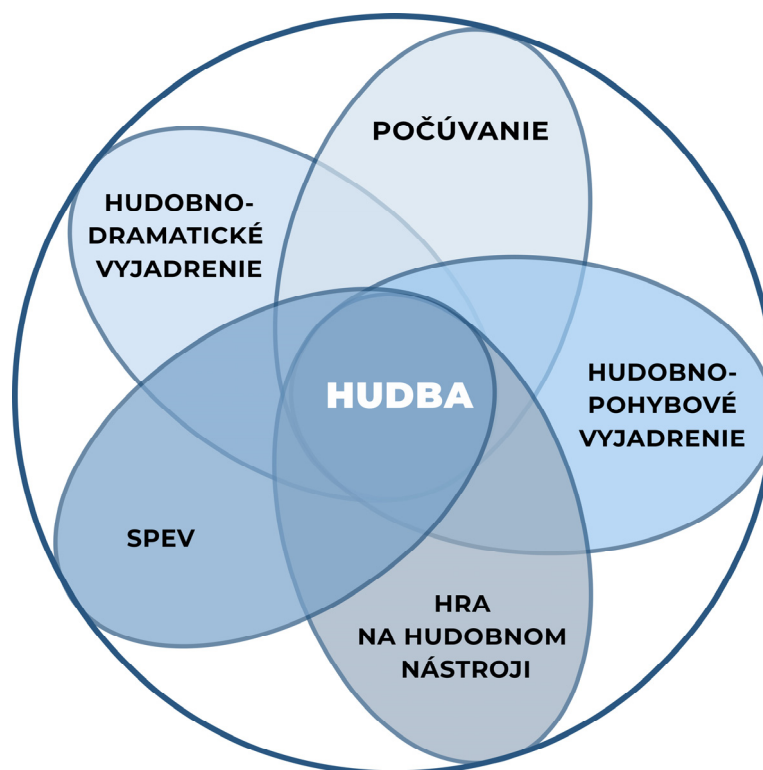 POČÚVANIE
HUDOBNO-
DRAMATICKÉ
VYJADRENIE
HUDBA
HUDOBNO-
POHYBOVÉ
VYJADRENIE
SPEV
HRA
NA HUDOBNOM
NÁSTROJI